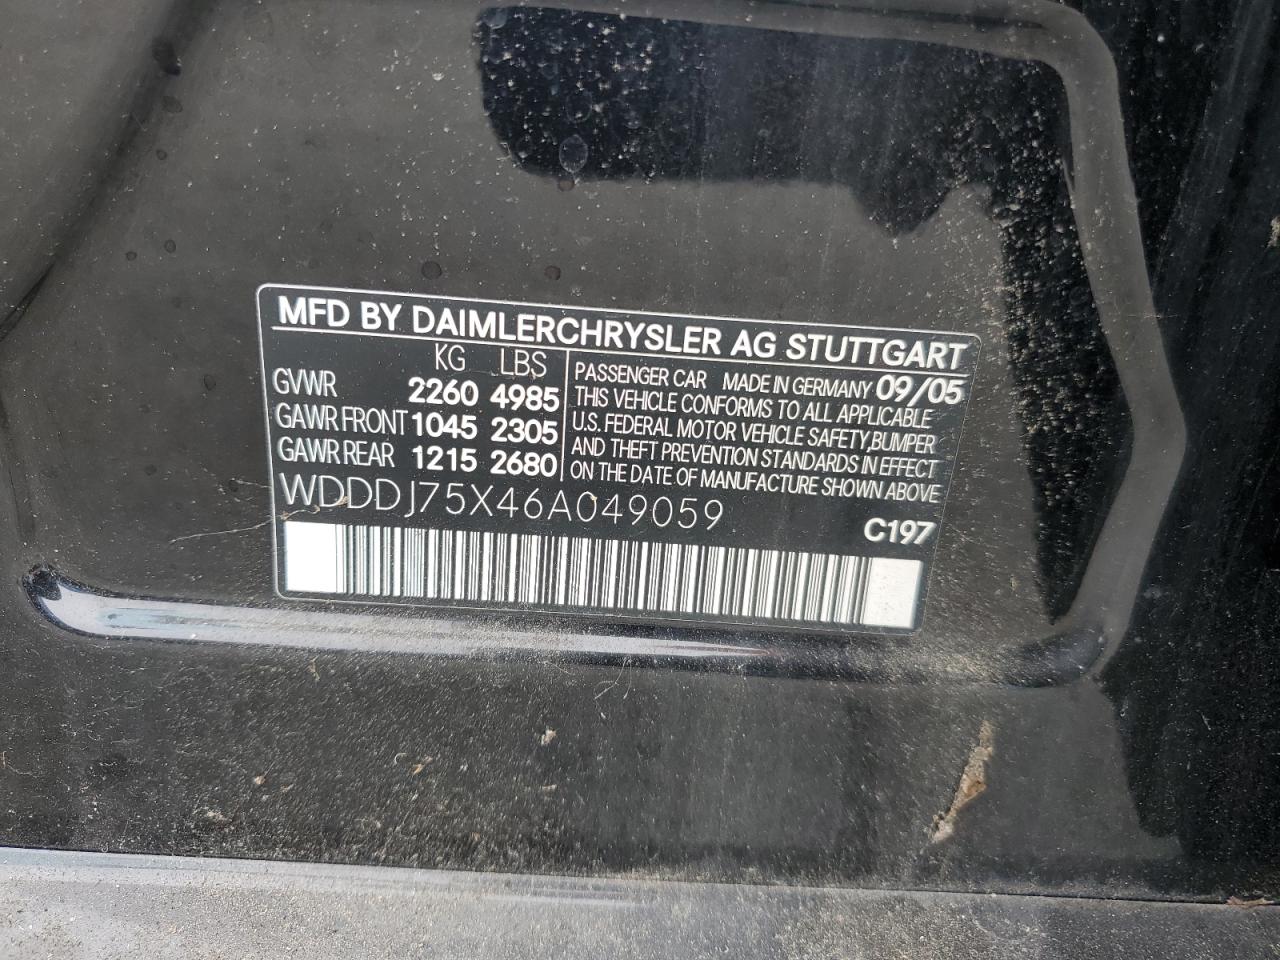 MFD BY DAIMLERCHRYSLER AG STUTTGART
KG LBS
GVWR 2260 4985
GAWR FRONT 1045 2305
GAWR REAR 1215 2680
PASSENGER CAR MADE IN GERMANY 09/05
THIS VEHICLE CONFORMS TO ALL APPLICABLE
U.S. FEDERAL MOTOR VEHICLE SAFETY,BUMPER
AND THEFT PREVENTION STANDARDS IN EFFECT
ON THE DATE OF MANUFACTURE SHOWN ABOVE
WDDDJ75X46A049059
C197